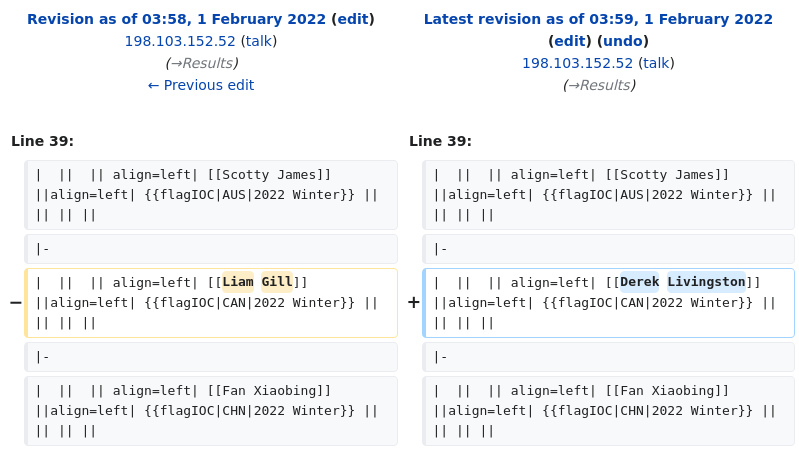 Revision as of 03:58, 1 February 2022 (edit)
198.103.152.52 (talk)
(→Results)
← Previous edit
Latest revision as of 03:59, 1 February 2022
(edit) (undo)
198.103.152.52 (talk)
(→Results)
Line 39:
|  ||  || align=left| [[Scotty James]]
||align=left| {{flagIOC|AUS|2022 Winter}} ||
|| || ||
|-
− |  ||  || align=left| [[Liam Gill]]
||align=left| {{flagIOC|CAN|2022 Winter}} ||
|| || ||
|-
|  ||  || align=left| [[Fan Xiaobing]]
||align=left| {{flagIOC|CHN|2022 Winter}} ||
|| || ||
Line 39:
|  ||  || align=left| [[Scotty James]]
||align=left| {{flagIOC|AUS|2022 Winter}} ||
|| || ||
|-
+ |  ||  || align=left| [[Derek Livingston]]
||align=left| {{flagIOC|CAN|2022 Winter}} ||
|| || ||
|-
|  ||  || align=left| [[Fan Xiaobing]]
||align=left| {{flagIOC|CHN|2022 Winter}} ||
|| || ||